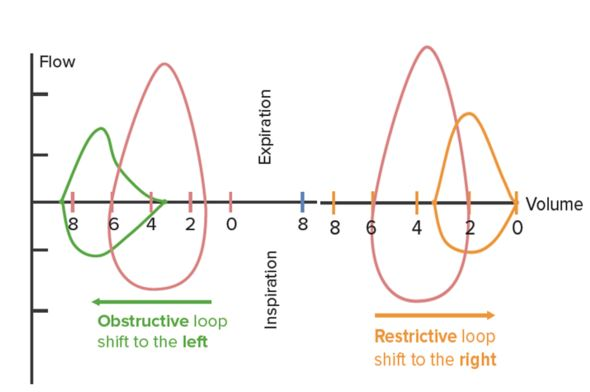 Flow
Expiration
8 6 4 2 0 8 8 6 4 2 0
Volume
Inspiration
Obstructive loop
shift to the left
Restrictive loop
shift to the right